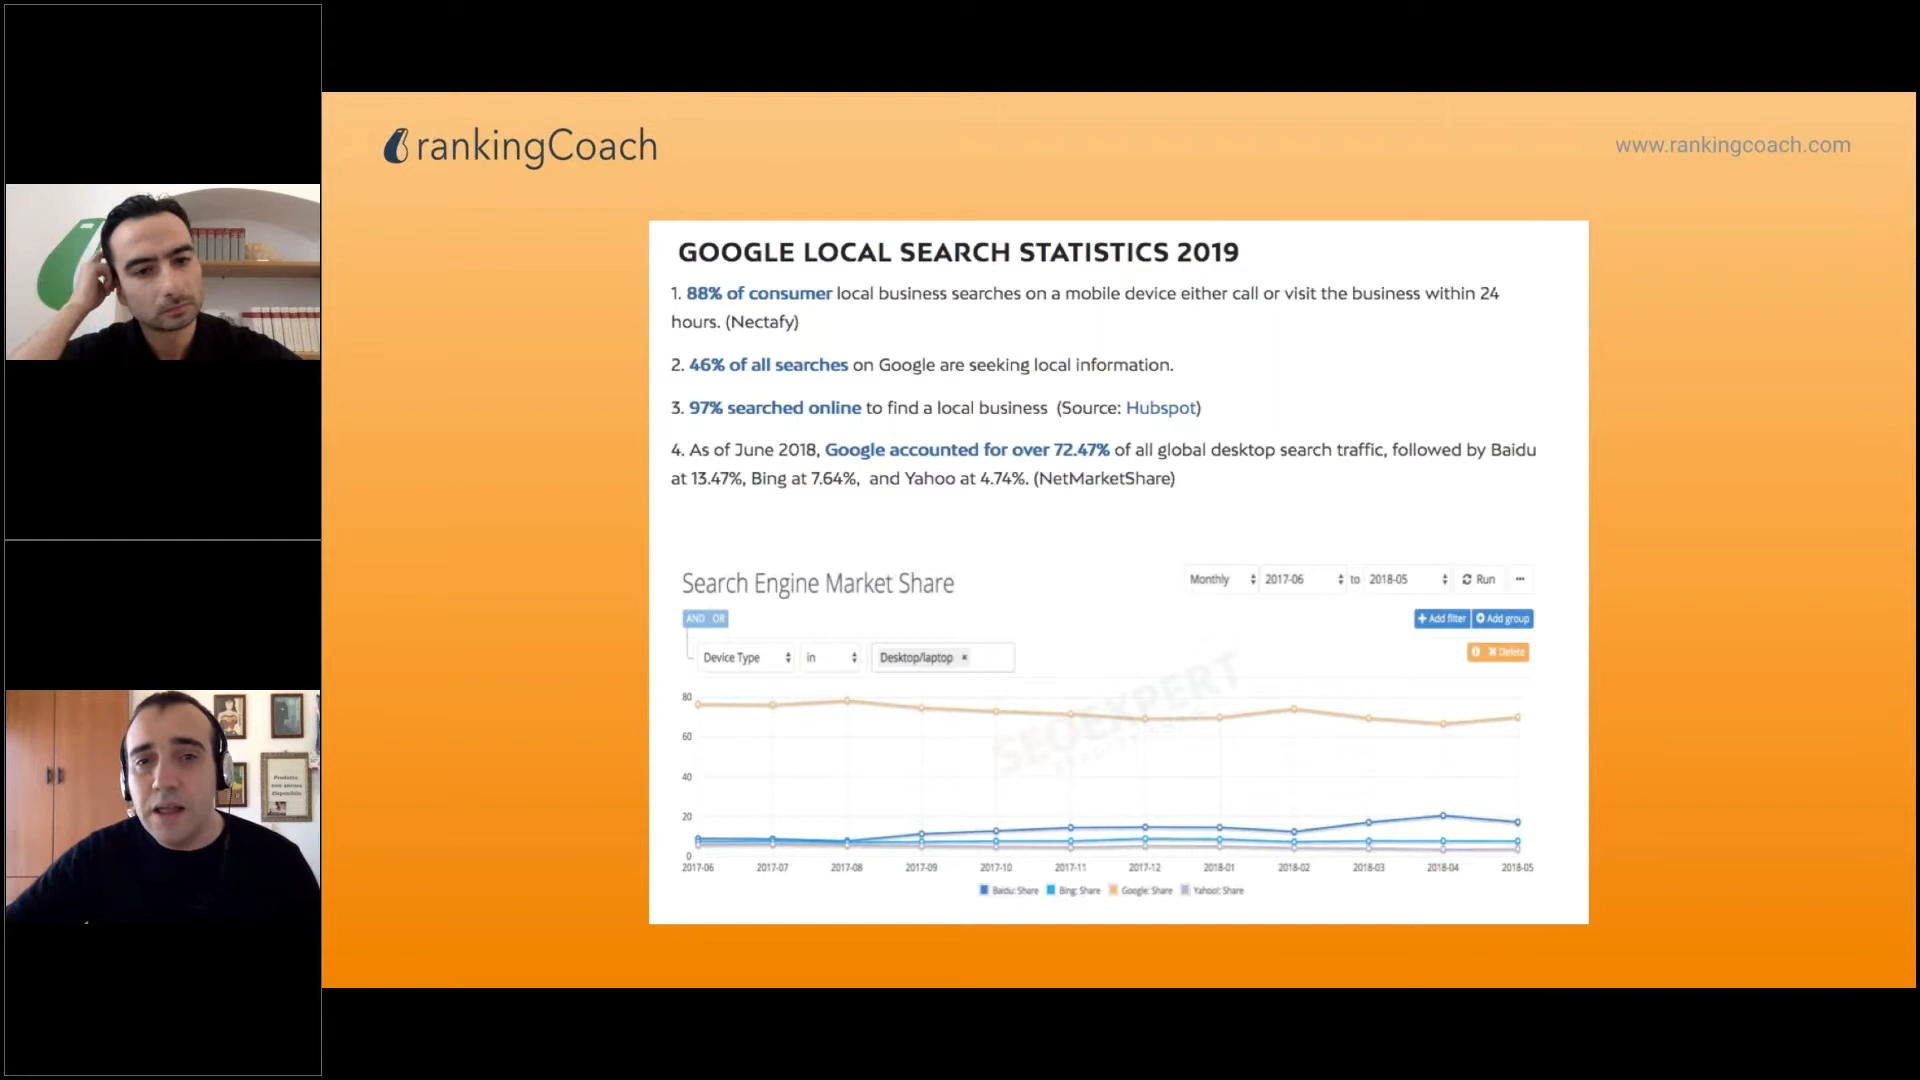 rankingCoach
www.rankingcoach.com
GOOGLE LOCAL SEARCH STATISTICS 2019
1. 88% of consumer local business searches on a mobile device either call or visit the business within 24
hours. (Nectafy)
2. 46% of all searches on Google are seeking local information.
3. 97% searched online to find a local business (Source: Hubspot)
4. As of June 2018, Google accounted for over 72.47% of all global desktop search traffic, followed by Baidu
at 13.47%, Bing at 7.64%, and Yahoo at 4.74%. (NetMarketShare)
Search Engine Market Share
Monthly 2017-06 to 2018-05 Run
AND OR
Add filter Add group
Device Type in Desktop/laptop ×
Delete
SEOEXPERT
80
60
40
20
0
2017-06 2017-07 2017-08 2017-09 2017-10 2017-11 2017-12 2018-01 2018-02 2018-03 2018-04 2018-05
Baidu: Share Bing: Share Google: Share Yahoo!: Share
Prodotto
non ancora
disponibile